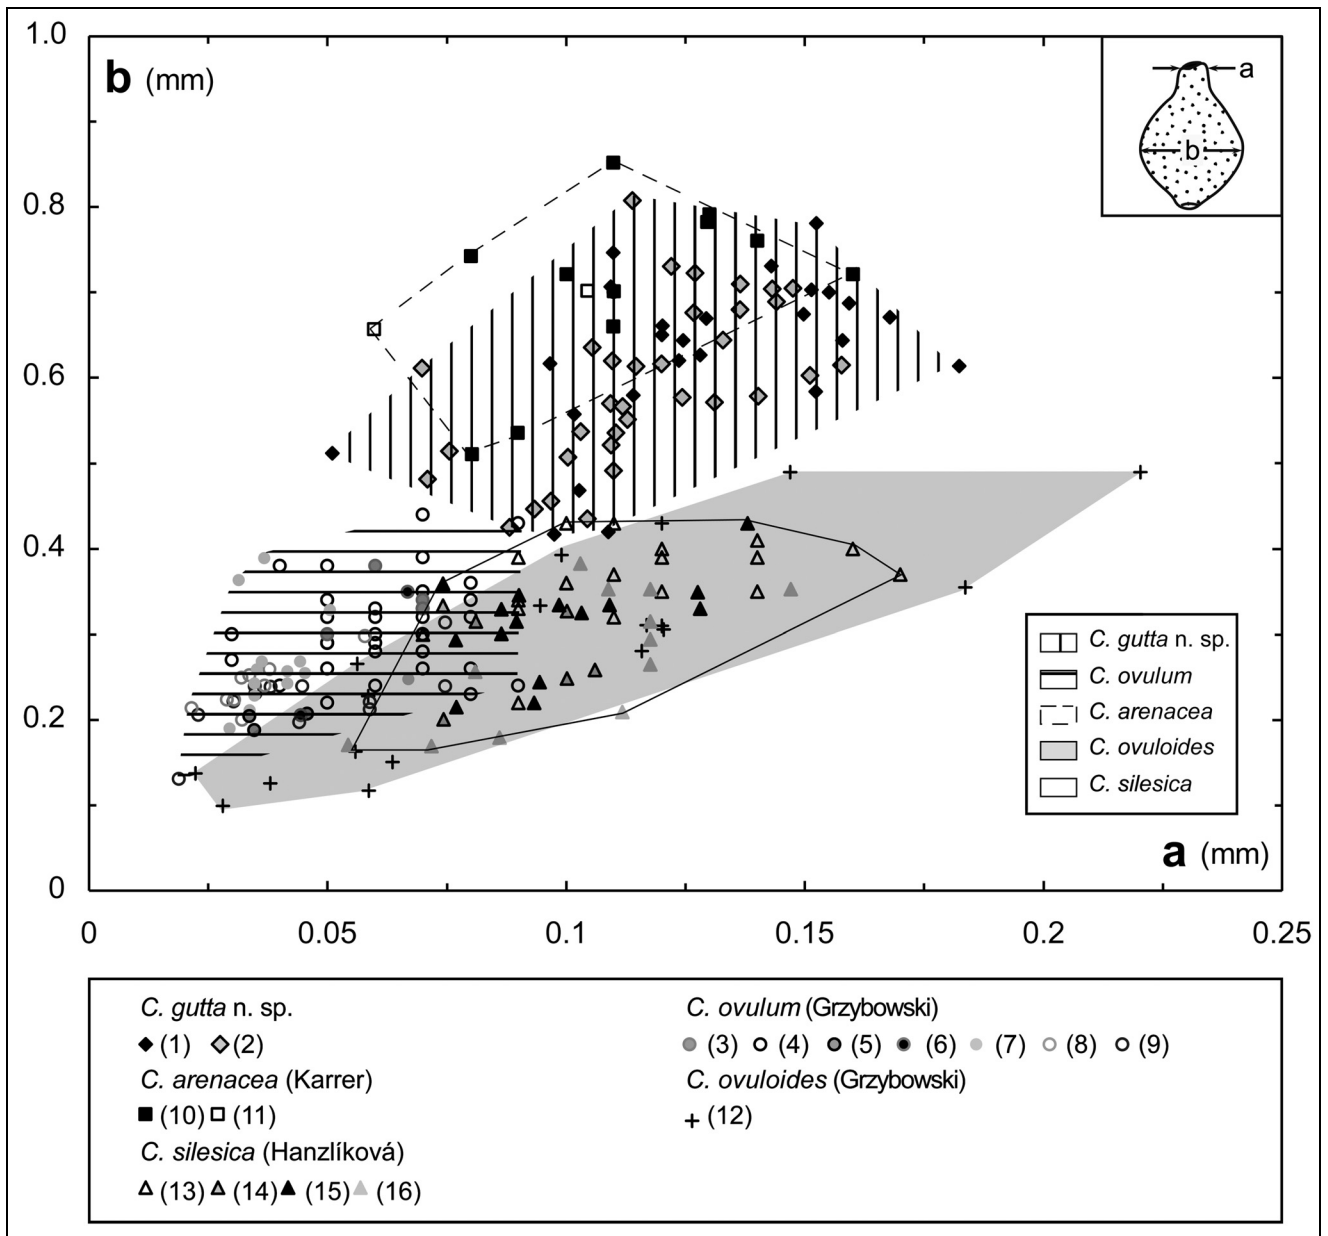 1.0
b (mm)
a
b
0.8
0.6
0.4
C. gutta n. sp.
C. ovulum
C. arenacea
C. ovuloides
C. silesica
0.2
a (mm)
0
0 0.05 0.1 0.15 0.2 0.25
C. gutta n. sp.
(1) (2)
C. arenacea (Karrer)
(10) (11)
C. silesica (Hanzlíková)
(13) (14) (15) (16)
C. ovulum (Grzybowski)
(3) (4) (5) (6) (7) (8) (9)
C. ovuloides (Grzybowski)
(12)